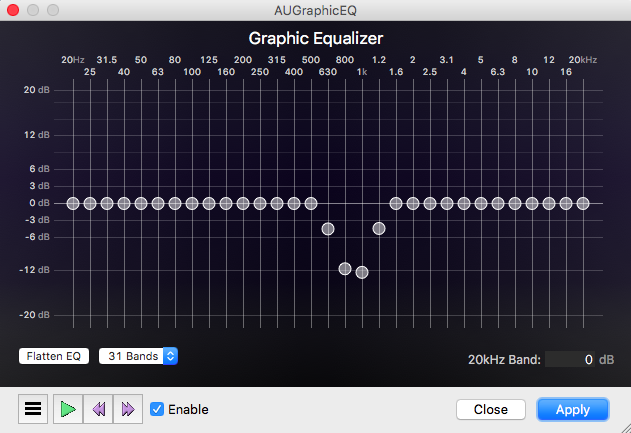 AUGraphicEQ
Graphic Equalizer
20Hz 31.5 50 80 125 200 315 500 800 1.2 2 3.1 5 8 12 20kHz
25 40 63 100 160 250 400 630 1k 1.6 2.5 4 6.3 10 16
20 dB
12 dB
6 dB
3 dB
0 dB
-3 dB
-6 dB
-12 dB
-20 dB
Flatten EQ 31 Bands 20kHz Band: 0 dB
Enable Close Apply